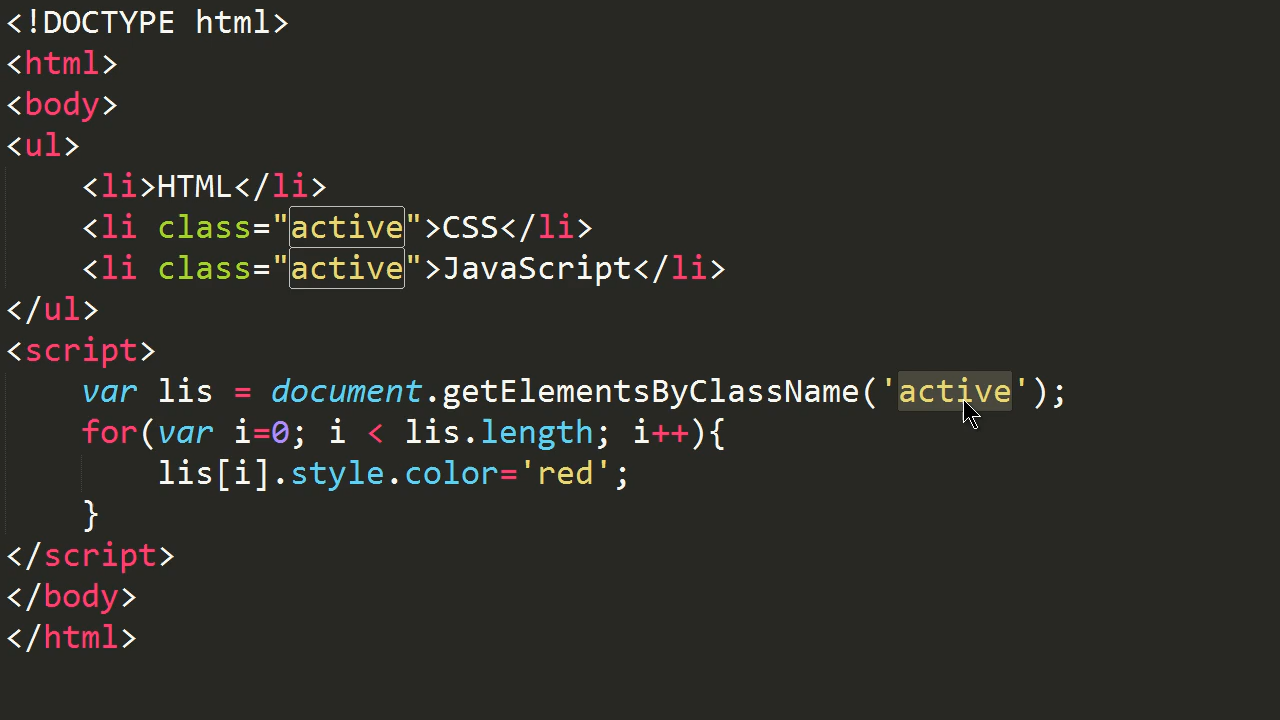 <!DOCTYPE html>
<html>
<body>
<ul>
    <li>HTML</li>
    <li class="active">CSS</li>
    <li class="active">JavaScript</li>
</ul>
<script>
    var lis = document.getElementsByClassName('active');
    for(var i=0; i < lis.length; i++){
        lis[i].style.color='red';
    }
</script>
</body>
</html>